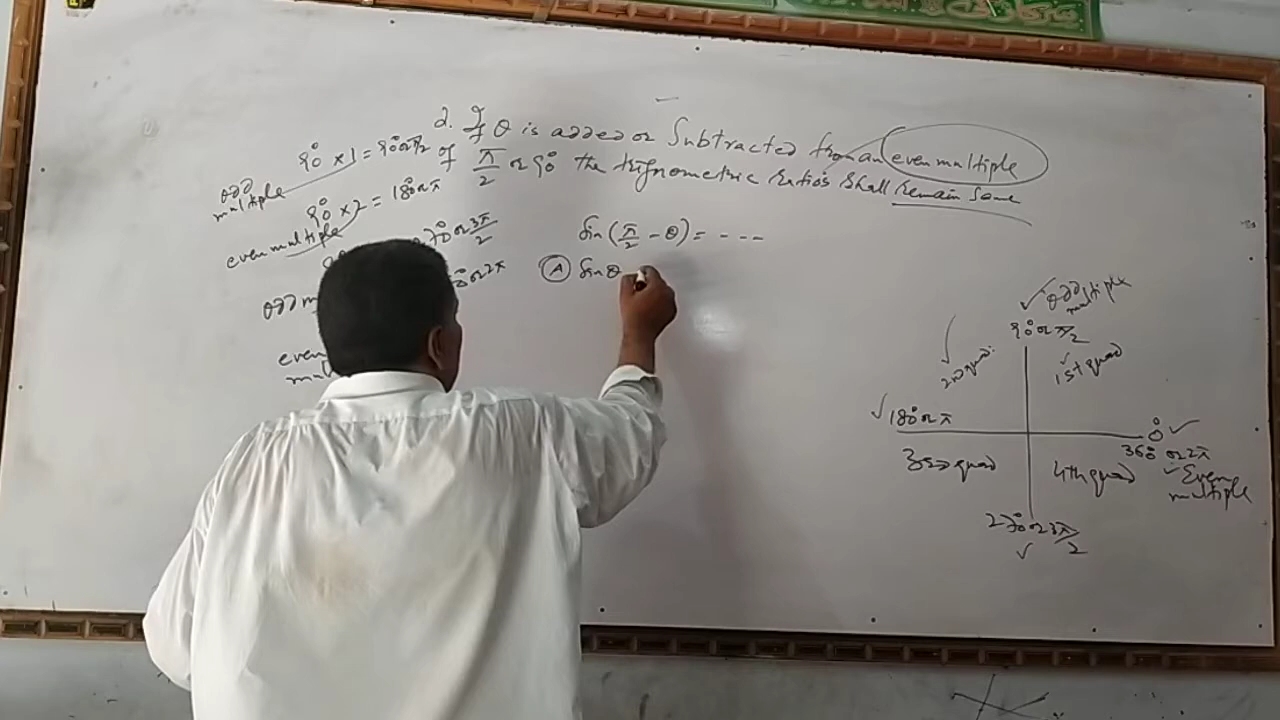 2. If θ is added or Subtracted from an even multiple
of π/2 or 90° the trignometric ratios shall remain same
90° × 1 = 90 or π/2
odd
multiple
90° × 2 = 180 or π
even multiple
270° or 3π/2
odd m
or 2π
even
mul
Sin(π/2 - θ) = - - -
(A) Sin θ
odd
multiple
90° or π/2
2nd quad.
1st quad
180° or π
0°
360° or 2π
3rd quad
4th quad
Even
multiple
270° or 3π/2